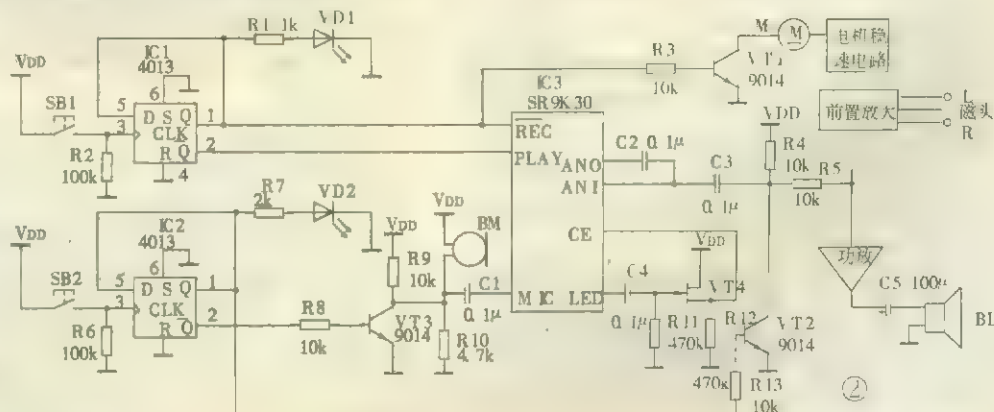 R1 1k
VD1
VDD
IC1
4013
6
SB1
5
D S Q
1
3
CLK
R Q̄
2
4
R2
100k
R3
10k
M
M
VT1
9014
电机稳
速电路
前置放大
L
磁头
R
IC3
SR9K30
REC
PLAY
ANO
ANI
CE
MIC LED
C2 0.1μ
C3
0.1μ
VDD
R4
10k
R5
10k
R7
2k
VD2
VDD
IC2
4013
6
SB2
5
D S Q
1
3
CLK
R Q̄
2
R6
100k
R8
10k
VDD
R9
10k
BM
C1
0.1μ
VT3
9014
R10
4.7k
C4
0.1μ
VDD
VT4
R11
470k
R12
470k
VT2
9014
R13
10k
功放
C5 100μ
BL
②